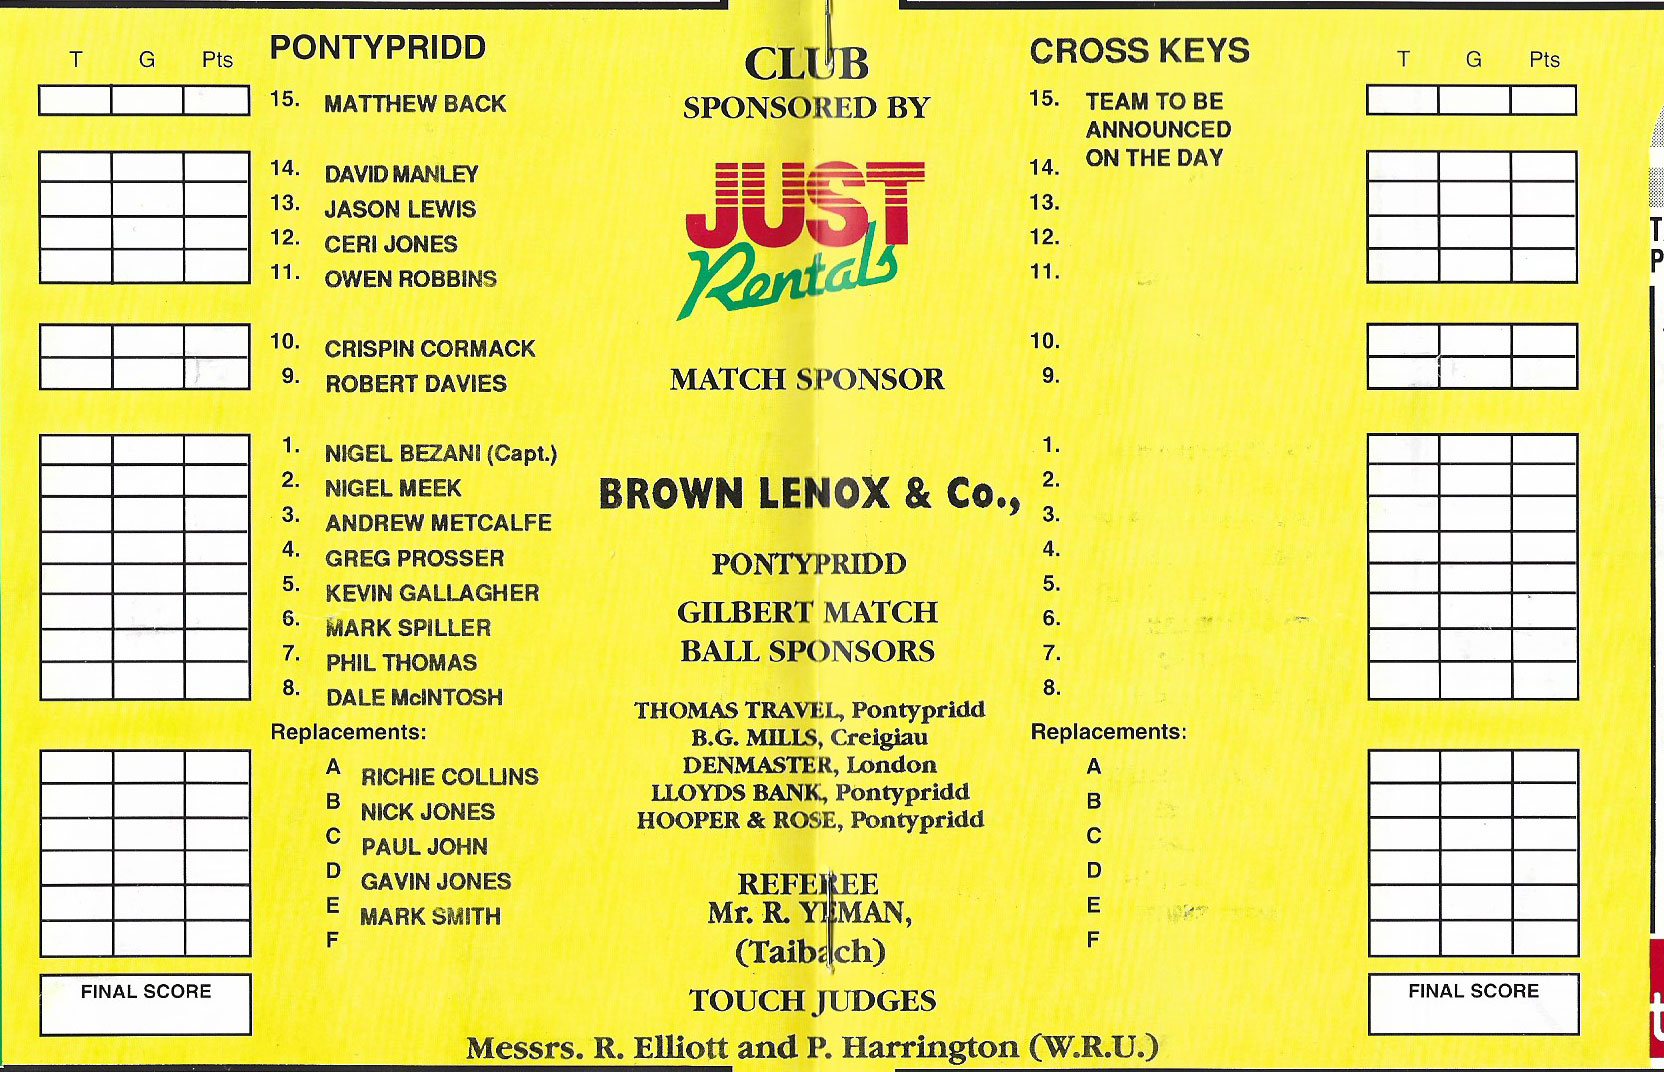 T G Pts
PONTYPRIDD
15. MATTHEW BACK
14. DAVID MANLEY
13. JASON LEWIS
12. CERI JONES
11. OWEN ROBBINS
10. CRISPIN CORMACK
9. ROBERT DAVIES
1. NIGEL BEZANI (Capt.)
2. NIGEL MEEK
3. ANDREW METCALFE
4. GREG PROSSER
5. KEVIN GALLAGHER
6. MARK SPILLER
7. PHIL THOMAS
8. DALE McINTOSH
Replacements:
A RICHIE COLLINS
B NICK JONES
C PAUL JOHN
D GAVIN JONES
E MARK SMITH
F
FINAL SCORE
CLUB
SPONSORED BY
JUST
Rentals
MATCH SPONSOR
BROWN LENOX & Co.,
PONTYPRIDD
GILBERT MATCH
BALL SPONSORS
THOMAS TRAVEL, Pontypridd
B.G. MILLS, Creigiau
DENMASTER, London
LLOYDS BANK, Pontypridd
HOOPER & ROSE, Pontypridd
REFEREE
Mr. R. YEMAN,
(Taibach)
TOUCH JUDGES
Messrs. R. Elliott and P. Harrington (W.R.U.)
CROSS KEYS
15. TEAM TO BE
ANNOUNCED
ON THE DAY
14.
13.
12.
11.
10.
9.
1.
2.
3.
4.
5.
6.
7.
8.
Replacements:
A
B
C
D
E
F
T G Pts
FINAL SCORE